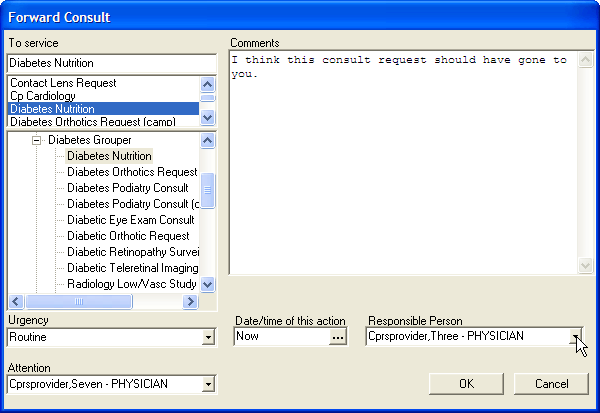 Forward Consult
To service
Diabetes Nutrition
Contact Lens Request
Cp Cardiology
Diabetes Nutrition
Diabetes Orthotics Request (camp)
Diabetes Grouper
Diabetes Nutrition
Diabetes Orthotics Request
Diabetes Podiatry Consult
Diabetes Podiatry Consult (c
Diabetic Eye Exam Consult
Diabetic Orthotic Request
Diabetic Retinopathy Survei
Diabetic Teleretinal Imaging
Radiology Low/Vasc Study
Comments
I think this consult request should have gone to
you.
Urgency
Routine
Date/time of this action
Now
...
Responsible Person
Cprsprovider,Three - PHYSICIAN
Attention
Cprsprovider,Seven - PHYSICIAN
OK
Cancel